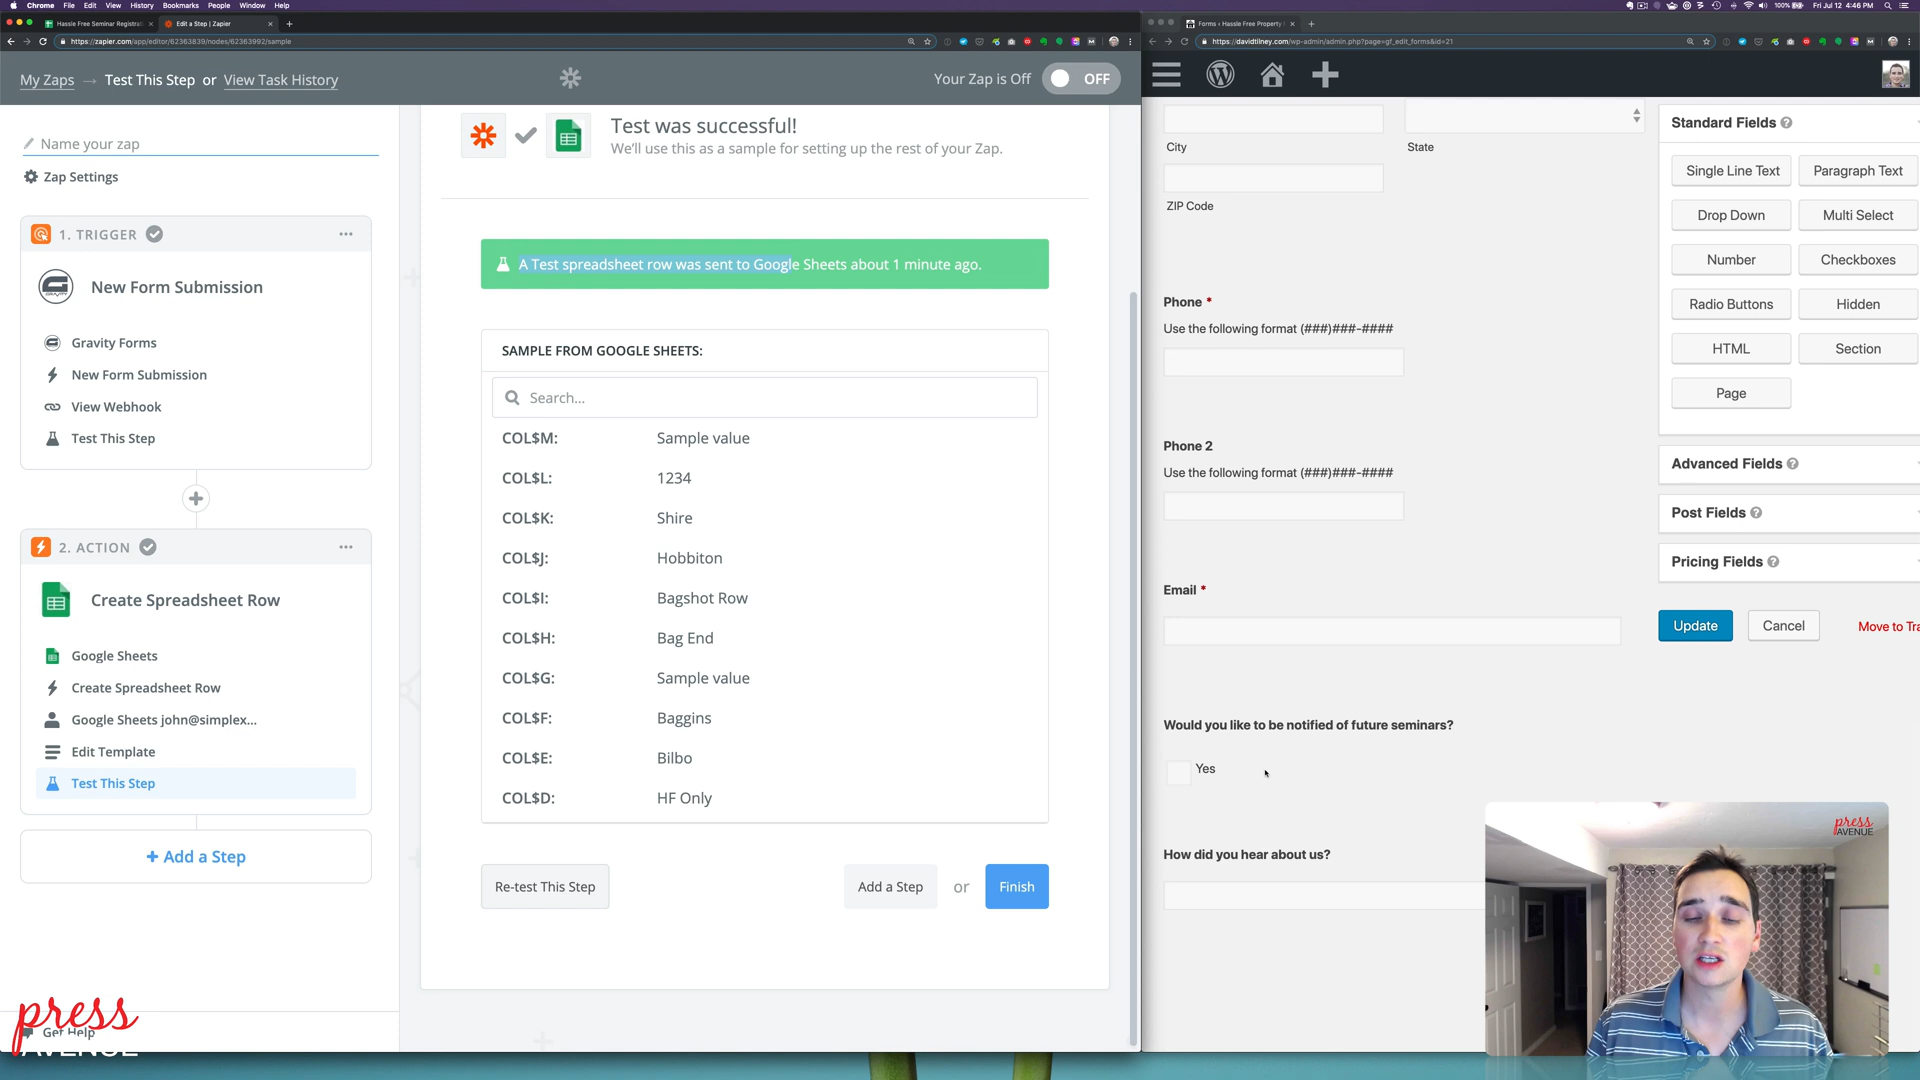 Chrome File Edit View History Bookmarks People Window Help
100% Fri Jul 12 4:46 PM
Hassle Free Seminar Registrati
Edit a Step | Zapier
https://zapier.com/app/editor/62363839/nodes/62363992/sample
My Zaps → Test This Step or View Task History
Your Zap is Off OFF
Name your zap
Zap Settings
1. TRIGGER
New Form Submission
Gravity Forms
New Form Submission
View Webhook
Test This Step
2. ACTION
Create Spreadsheet Row
Google Sheets
Create Spreadsheet Row
Google Sheets john@simplex...
Edit Template
Test This Step
+ Add a Step
Get Help
press
AVENUE
Test was successful!
We'll use this as a sample for setting up the rest of your Zap.
A Test spreadsheet row was sent to Google Sheets about 1 minute ago.
SAMPLE FROM GOOGLE SHEETS:
Search...
COL$M: Sample value
COL$L: 1234
COL$K: Shire
COL$J: Hobbiton
COL$I: Bagshot Row
COL$H: Bag End
COL$G: Sample value
COL$F: Baggins
COL$E: Bilbo
COL$D: HF Only
Re-test This Step
Add a Step or Finish
Forms ‹ Hassle Free Property
https://davidtilney.com/wp-admin/admin.php?page=gf_edit_forms&id=21
City
State
ZIP Code
Phone *
Use the following format (###)###-####
Phone 2
Use the following format (###)###-####
Email *
Would you like to be notified of future seminars?
Yes
How did you hear about us?
Standard Fields
Single Line Text Paragraph Text
Drop Down Multi Select
Number Checkboxes
Radio Buttons Hidden
HTML Section
Page
Advanced Fields
Post Fields
Pricing Fields
Update Cancel Move to Tra
press
AVENUE